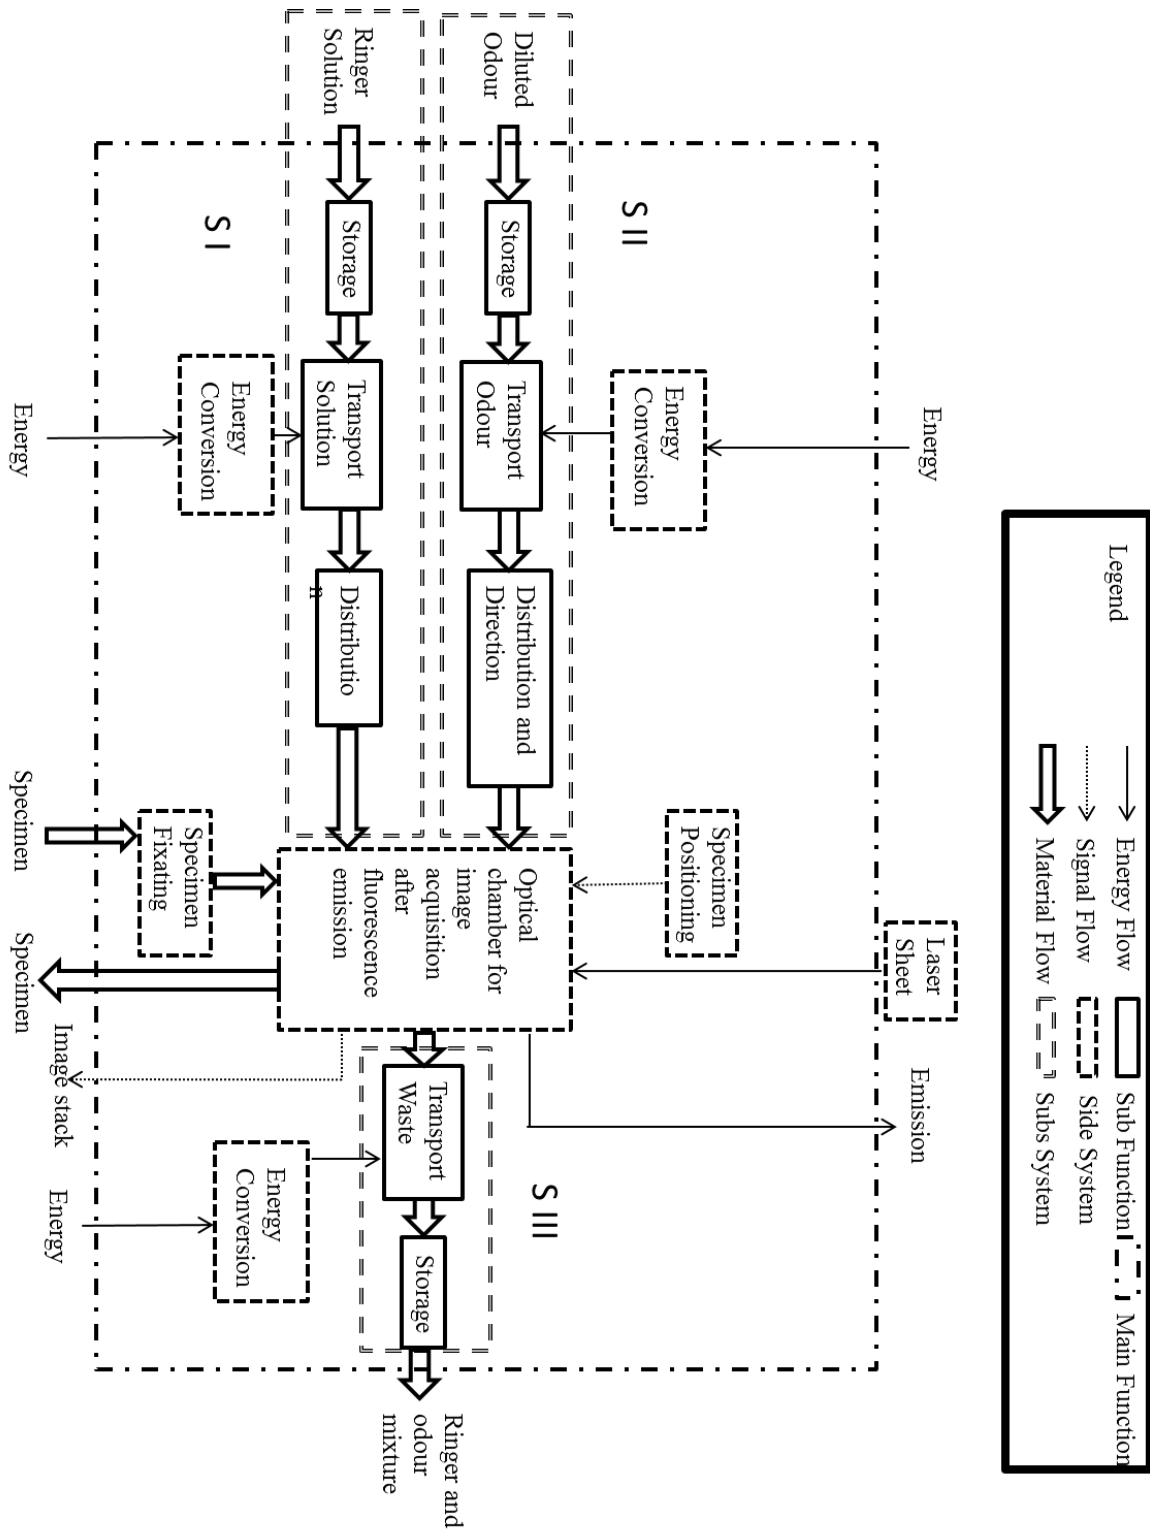 Legend
Energy Flow
Signal Flow
Material Flow
Sub Function
Side System
Subs System
Main Function
Energy
Laser
Sheet
Emission
Energy
Conversion
Specimen
Positioning
S II
Diluted
Odour
Storage
Transport
Odour
Distribution and
Direction
Optical
chamber for
image
acquisition
after
fluorescence
emission
S III
Ringer
Solution
Storage
Transport
Solution
Distributio
n
Transport
Waste
Storage
Ringer and
odour
mixture
S I
Energy
Conversion
Specimen
Fixating
Energy
Conversion
Energy
Specimen
Specimen
Image stack
Energy